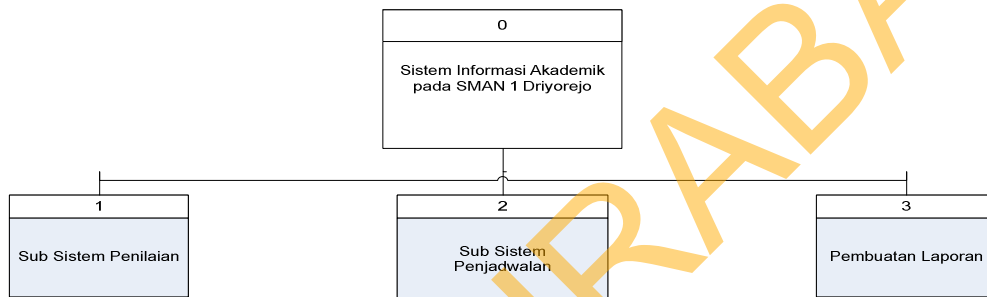 0
Sistem Informasi Akademik
pada SMAN 1 Driyorejo
1
Sub Sistem Penilaian
2
Sub Sistem
Penjadwalan
3
Pembuatan Laporan
RABA